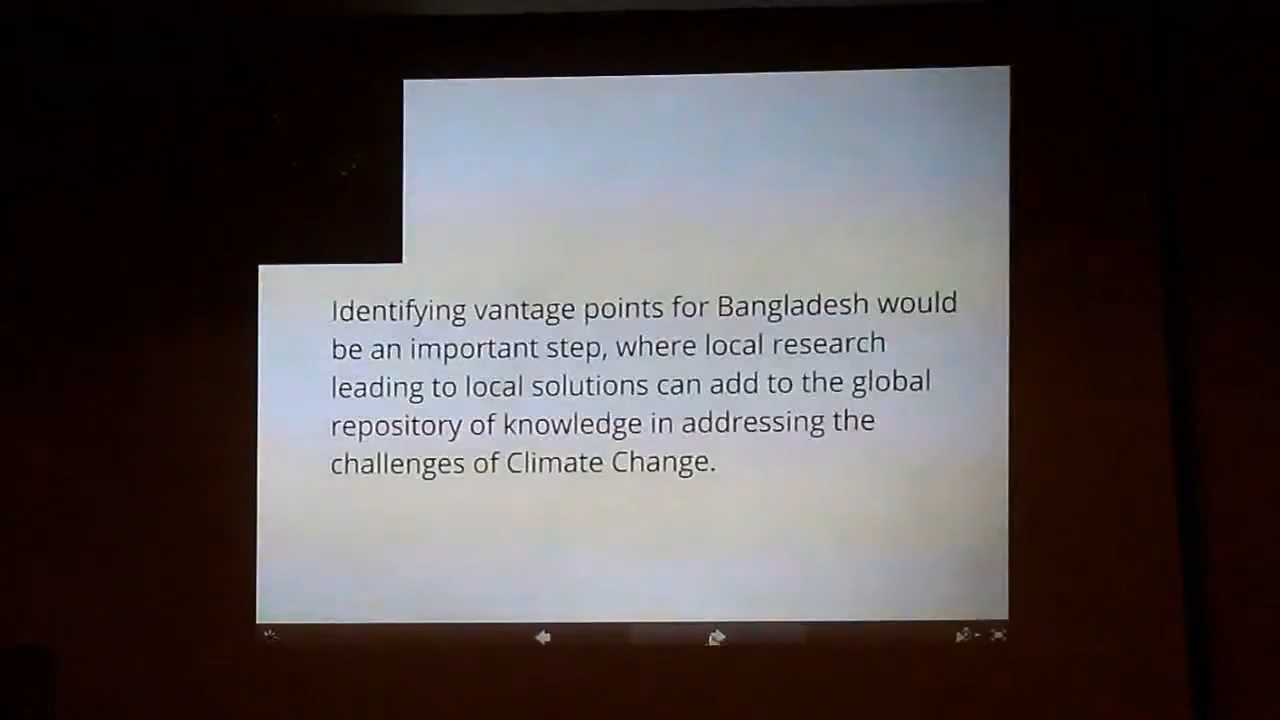 Identifying vantage points for Bangladesh would
be an important step, where local research
leading to local solutions can add to the global
repository of knowledge in addressing the
challenges of Climate Change.